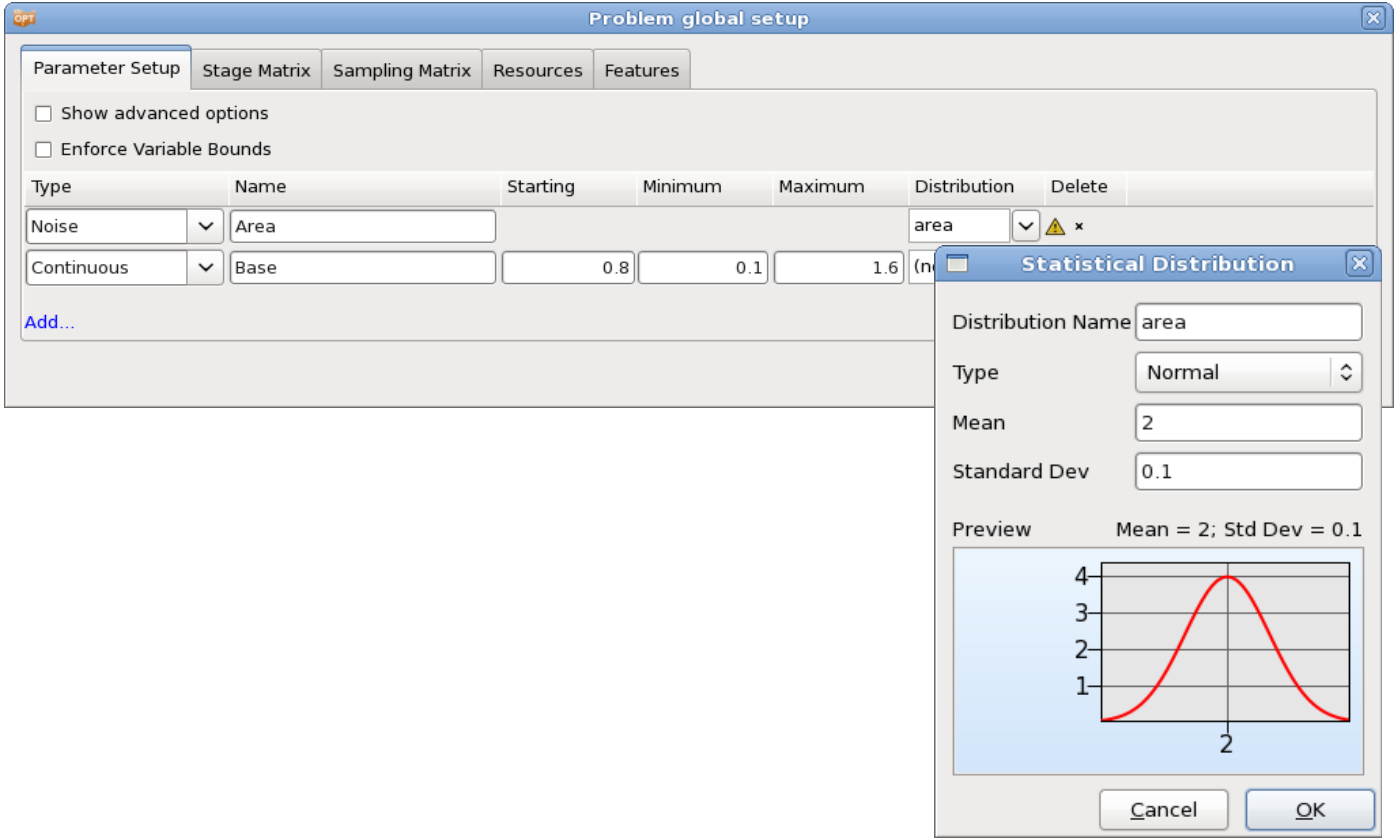 OPT Problem global setup
Parameter Setup Stage Matrix Sampling Matrix Resources Features
Show advanced options
Enforce Variable Bounds
Type Name Starting Minimum Maximum Distribution Delete
Noise Area area
Continuous Base 0.8 0.1 1.6 (n
Add...
Statistical Distribution
Distribution Name area
Type Normal
Mean 2
Standard Dev 0.1
Preview Mean = 2; Std Dev = 0.1
4
3
2
1
2
Cancel OK